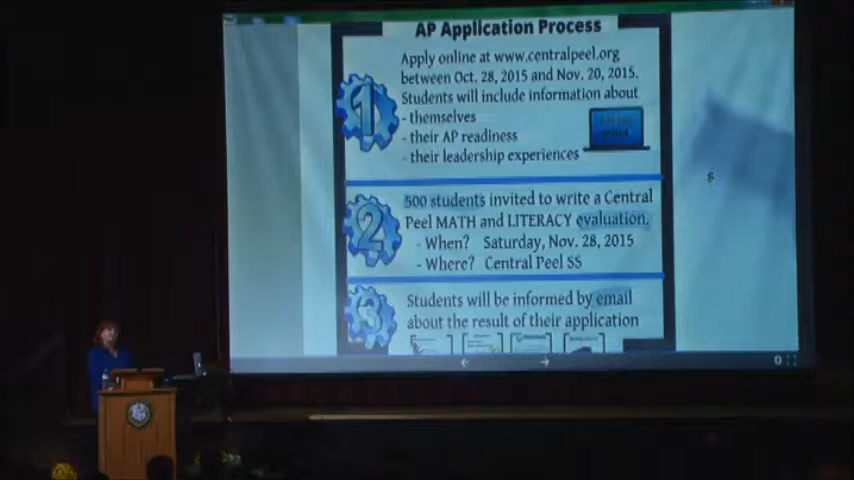 AP Application Process
1
Apply online at www.centralpeel.org
between Oct. 28, 2015 and Nov. 20, 2015.
Students will include information about
- themselves
- their AP readiness
- their leadership experiences
2
500 students invited to write a Central
Peel MATH and LITERACY evaluation.
- When? Saturday, Nov. 28, 2015
- Where? Central Peel SS
3
Students will be informed by email
about the result of their application